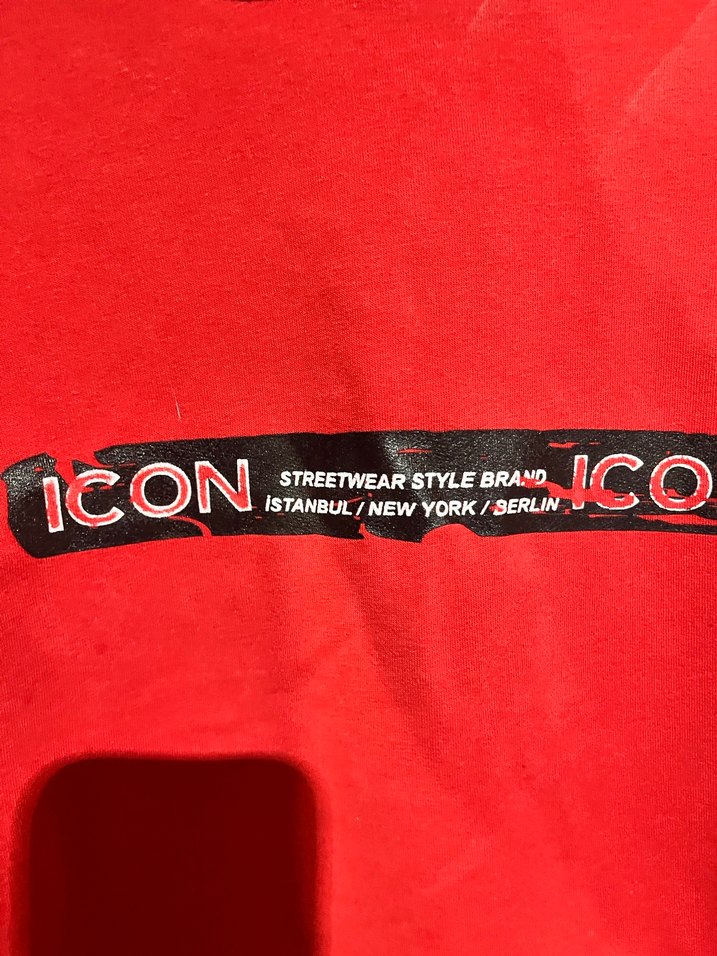 ICON
STREETWEAR STYLE BRAND
İSTANBUL / NEW YORK / BERLIN
ICO